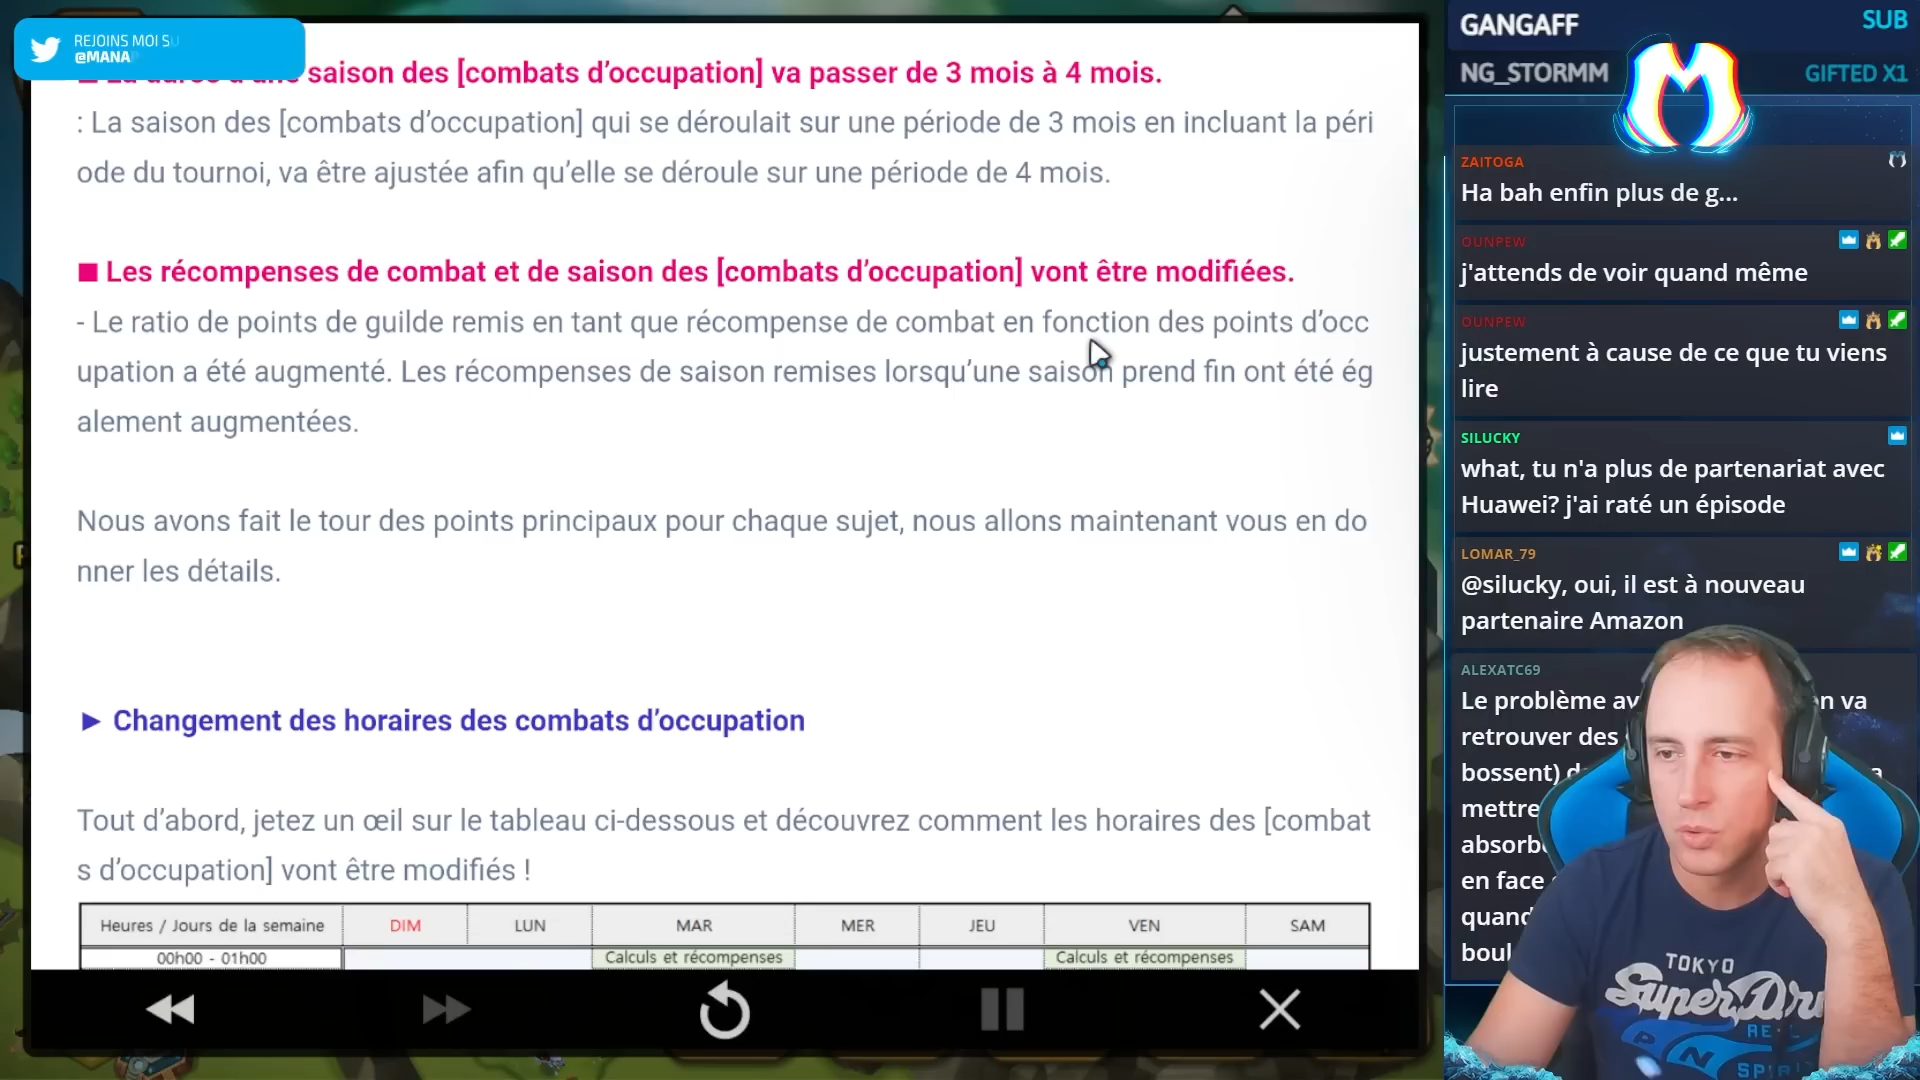 REJOINS MOI SU
@MANA
saison des [combats d’occupation] va passer de 3 mois à 4 mois.
: La saison des [combats d’occupation] qui se déroulait sur une période de 3 mois en incluant la péri
ode du tournoi, va être ajustée afin qu’elle se déroule sur une période de 4 mois.
■ Les récompenses de combat et de saison des [combats d’occupation] vont être modifiées.
- Le ratio de points de guilde remis en tant que récompense de combat en fonction des points d’occ
upation a été augmenté. Les récompenses de saison remises lorsqu’une saison prend fin ont été ég
alement augmentées.
Nous avons fait le tour des points principaux pour chaque sujet, nous allons maintenant vous en do
nner les détails.
► Changement des horaires des combats d’occupation
Tout d’abord, jetez un œil sur le tableau ci-dessous et découvrez comment les horaires des [combat
s d’occupation] vont être modifiés !
Heures / Jours de la semaine DIM LUN MAR MER JEU VEN SAM
00h00 - 01h00 Calculs et récompenses Calculs et récompenses
GANGAFF SUB
NG_STORMM GIFTED X1
ZAITOGA
Ha bah enfin plus de g...
OUNPEW
j'attends de voir quand même
OUNPEW
justement à cause de ce que tu viens
lire
SILUCKY
what, tu n'a plus de partenariat avec
Huawei? j'ai raté un épisode
LOMAR_79
@silucky, oui, il est à nouveau
partenaire Amazon
ALEXATC69
Le problème va
retrouver des
bossent)
mettre
en face
quand
TOKYO
Super